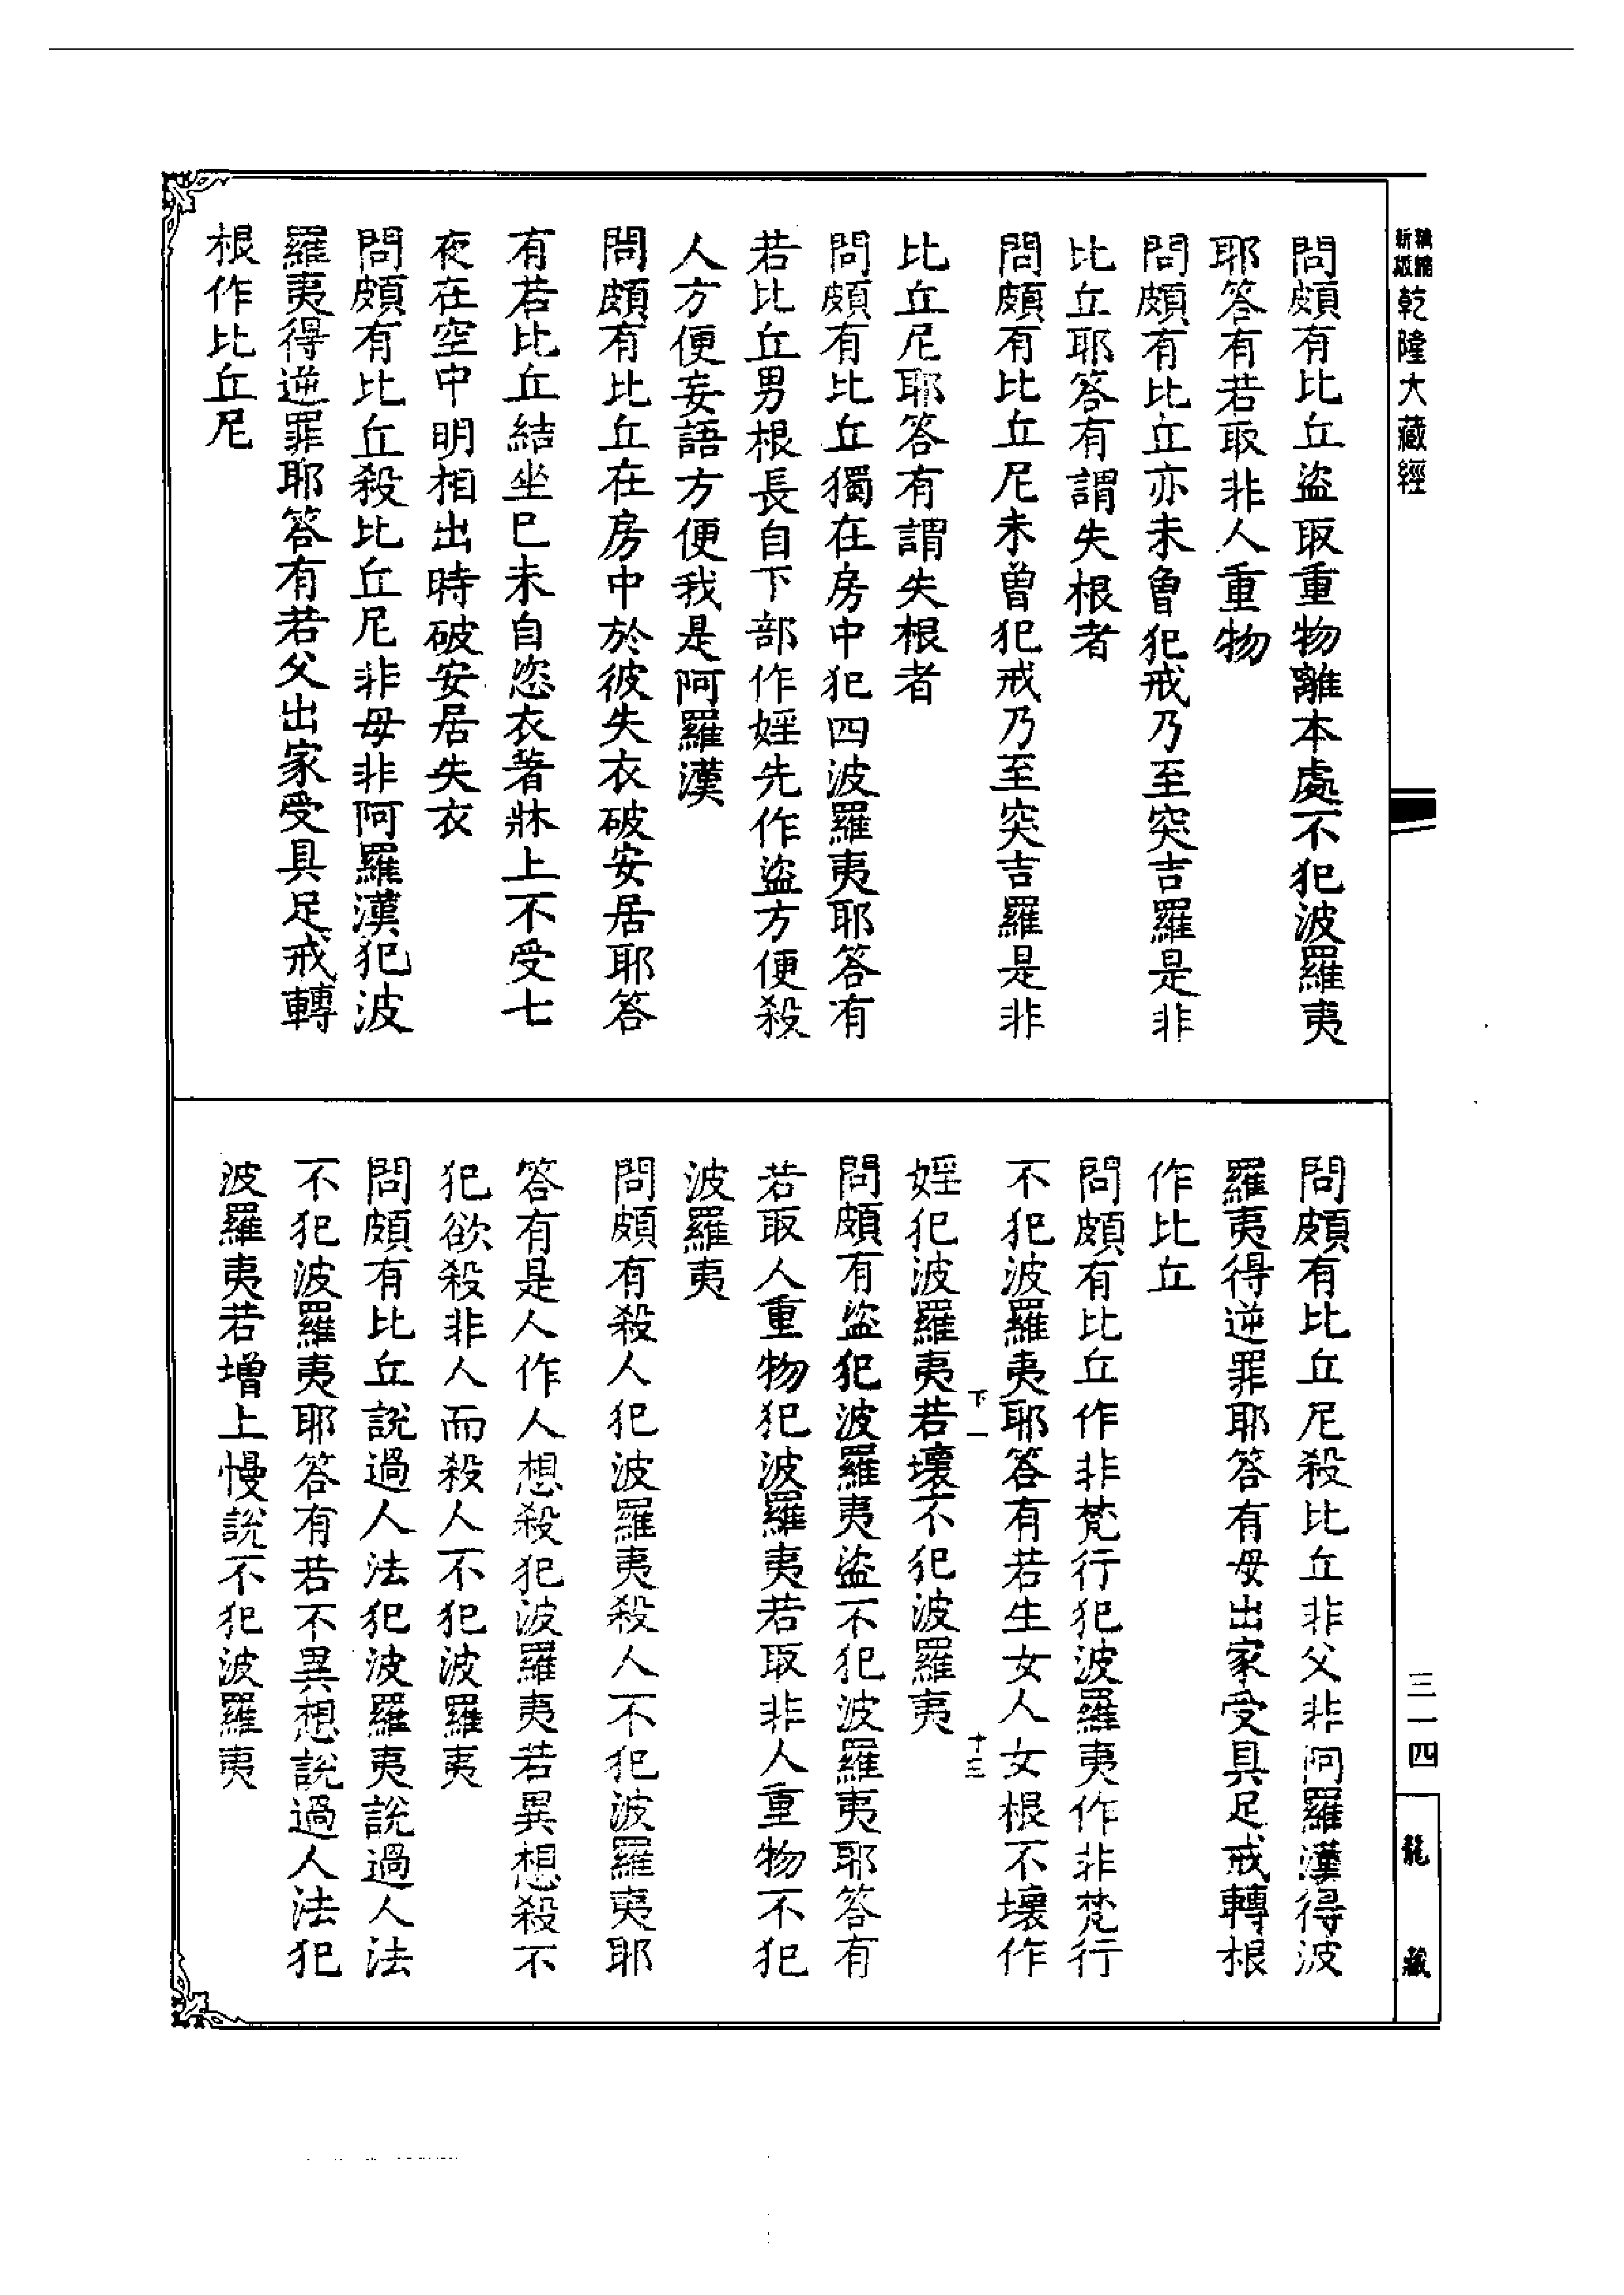 新版精縮乾隆大藏經
問頗有比丘盜取重物離本處不犯波羅夷
耶答有若取非人重物
問頗有比丘亦未曾犯戒乃至突吉羅是非
比丘耶答有謂失根者
問頗有比丘尼未曾犯戒乃至突吉羅是非
比丘尼耶答有謂失根者
問頗有比丘獨在房中犯四波羅夷耶答有
若比丘男根長自下部作婬先作盜方便殺
人方便妄語方便我是阿羅漢
問頗有比丘在房中於彼失衣破安居耶答
有若比丘結坐已未自恣衣著牀上不受七
夜在空中明相出時破安居失衣
問頗有比丘殺比丘尼非母非阿羅漢犯波
羅夷得逆罪耶答有若父出家受具足戒轉
根作比丘尼
問頗有比丘尼殺比丘非父非阿羅漢得波
羅夷得逆罪耶答有母出家受具足戒轉根
作比丘
問頗有比丘作非梵行犯波羅夷作非梵行
不犯波羅夷耶答有若生女人女根不壞作
下一
十三
婬犯波羅夷若壞不犯波羅夷
問頗有盜犯波羅夷盜不犯波羅夷耶答有
若取人重物犯波羅夷若取非人重物不犯
波羅夷
問頗有殺人犯波羅夷殺人不犯波羅夷耶
答有是人作人想殺犯波羅夷若異想殺不
犯欲殺非人而殺人不犯波羅夷
問頗有比丘說過人法犯波羅夷說過人法
不犯波羅夷耶答有若不異想說過人法犯
波羅夷若增上慢說不犯波羅夷
三一四
龍藏